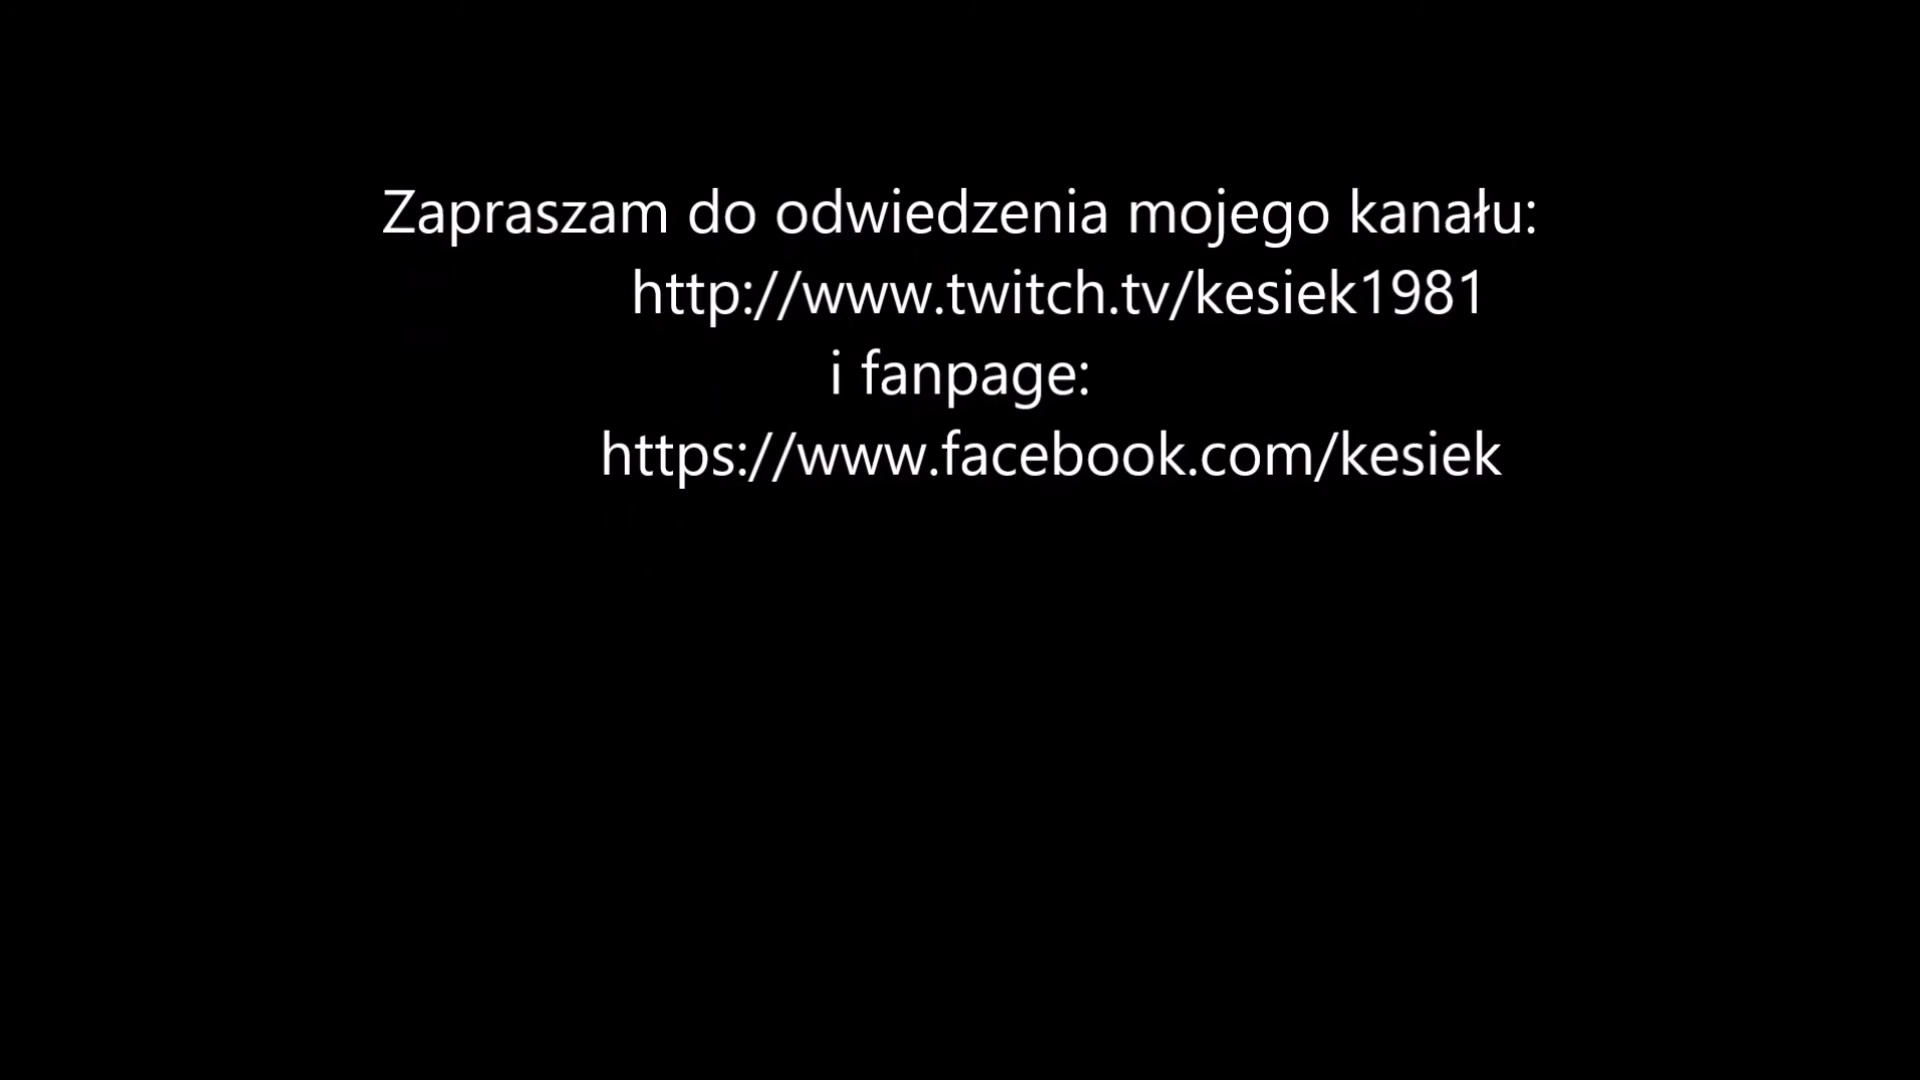 Zapraszam do odwiedzenia mojego kanału:
http://www.twitch.tv/kesiek1981
i fanpage:
https://www.facebook.com/kesiek